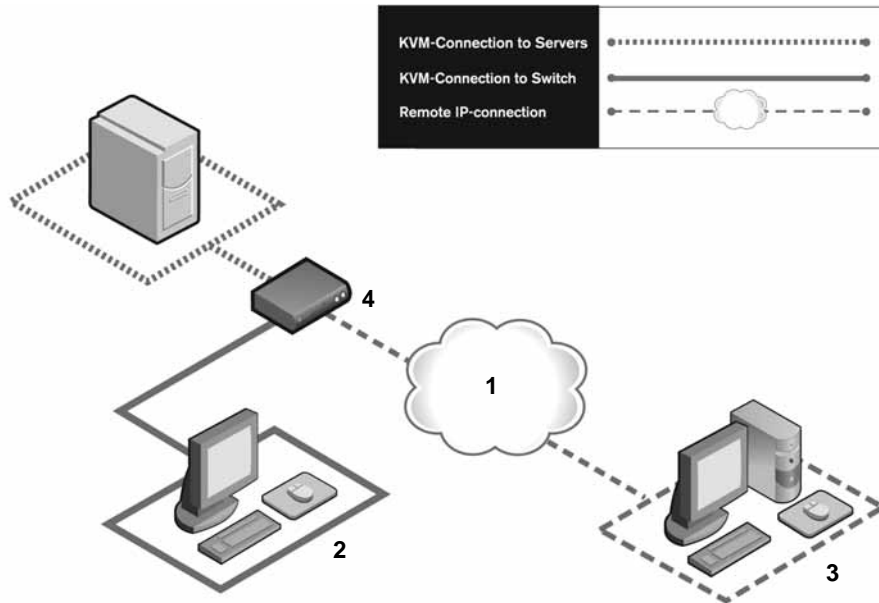 KVM-Connection to Servers
KVM-Connection to Switch
Remote IP-connection
4
1
2
3